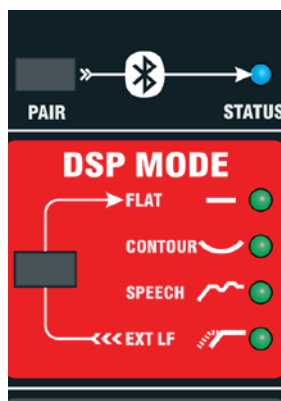 PAIR STATUS
DSP MODE
FLAT
CONTOUR
SPEECH
EXT LF